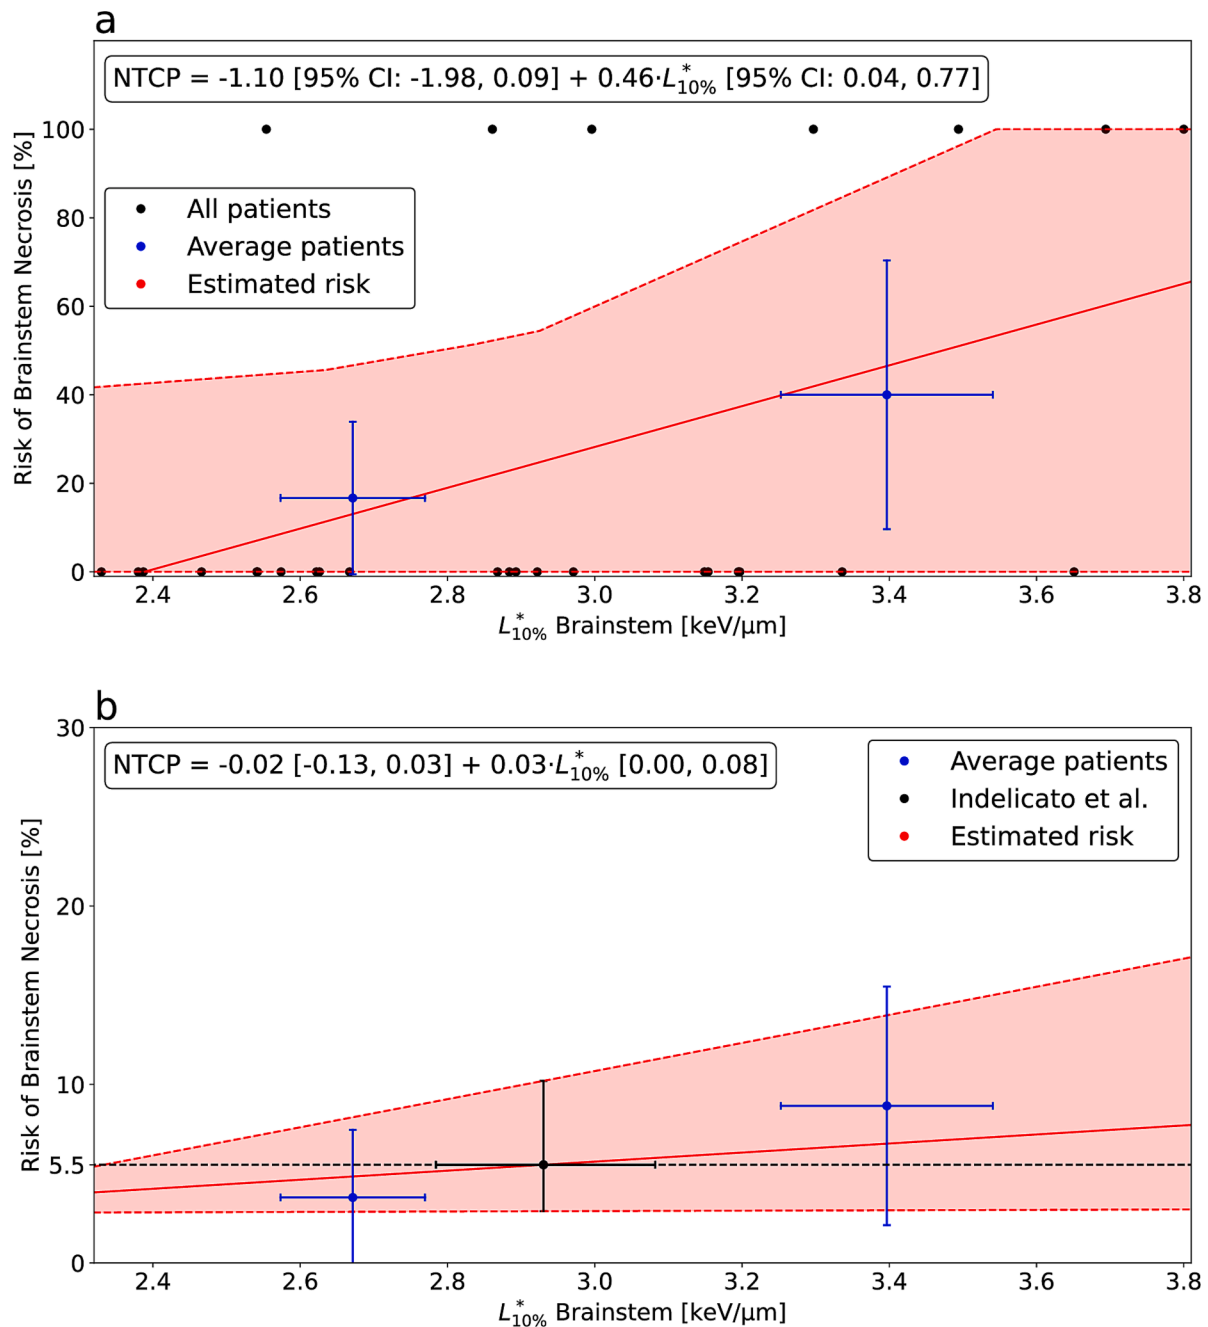 a
NTCP = -1.10 [95% CI: -1.98, 0.09] + 0.46·L*10% [95% CI: 0.04, 0.77]
Risk of Brainstem Necrosis [%]
100
80
60
40
20
0
All patients
Average patients
Estimated risk
2.4 2.6 2.8 3.0 3.2 3.4 3.6 3.8
L*10% Brainstem [keV/μm]
b
NTCP = -0.02 [-0.13, 0.03] + 0.03·L*10% [0.00, 0.08]
Average patients
Indelicato et al.
Estimated risk
Risk of Brainstem Necrosis [%]
30
20
10
5.5
0
2.4 2.6 2.8 3.0 3.2 3.4 3.6 3.8
L*10% Brainstem [keV/μm]